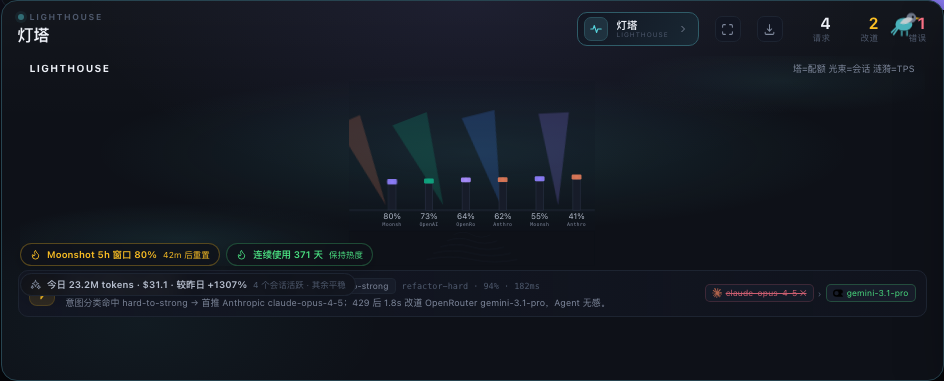 LIGHTHOUSE
灯塔
灯塔
LIGHTHOUSE
4
请求
2
改道
1
错误
LIGHTHOUSE
塔=配额 光束=会话 涟漪=TPS
80% 73% 64% 62% 55% 41%
Moonsh OpenAI OpenRo Anthro Moonsh Anthro
Moonshot 5h 窗口 80% 42m 后重置
连续使用 371 天 保持热度
今日 23.2M tokens · $31.1 · 较昨日 +1307% 4 个会话活跃 · 其余平稳
o-strong refactor-hard · 94% · 182ms
意图分类命中 hard-to-strong → 首推 Anthropic claude-opus-4-5；429 后 1.8s 改道 OpenRouter gemini-3.1-pro，Agent 无感。
claude-opus-4-5 ✕ › gemini-3.1-pro